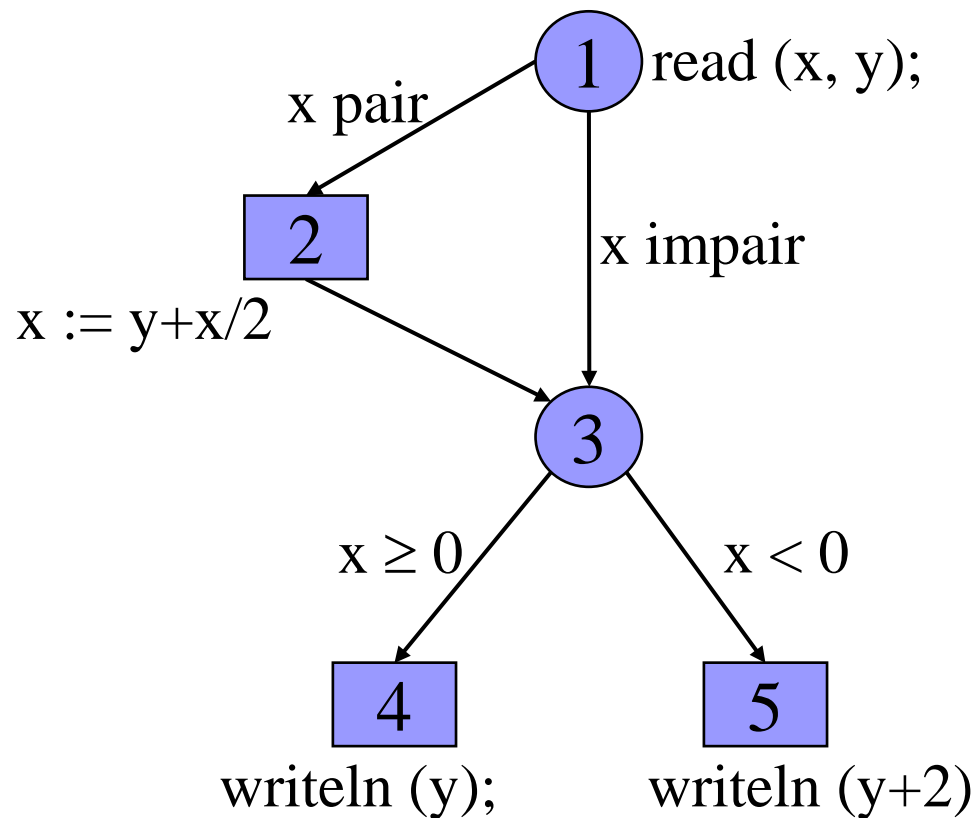 1 read (x, y);
x pair
2
x impair
x := y+x/2
3
x ≥ 0
x < 0
4
5
writeln (y);
writeln (y+2)